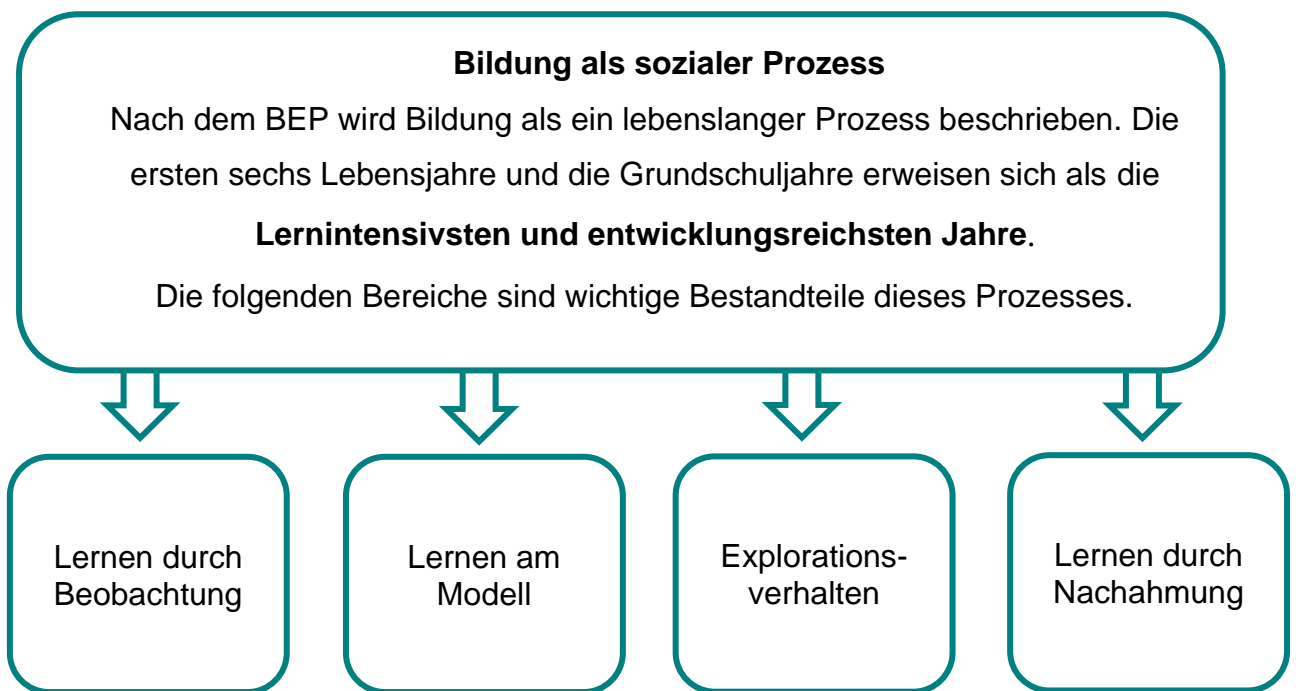 Bildung als sozialer Prozess
Nach dem BEP wird Bildung als ein lebenslanger Prozess beschrieben. Die
ersten sechs Lebensjahre und die Grundschuljahre erweisen sich als die
Lernintensivsten und entwicklungsreichsten Jahre.
Die folgenden Bereiche sind wichtige Bestandteile dieses Prozesses.
Lernen durch
Beobachtung
Lernen am
Modell
Explorations-
verhalten
Lernen durch
Nachahmung